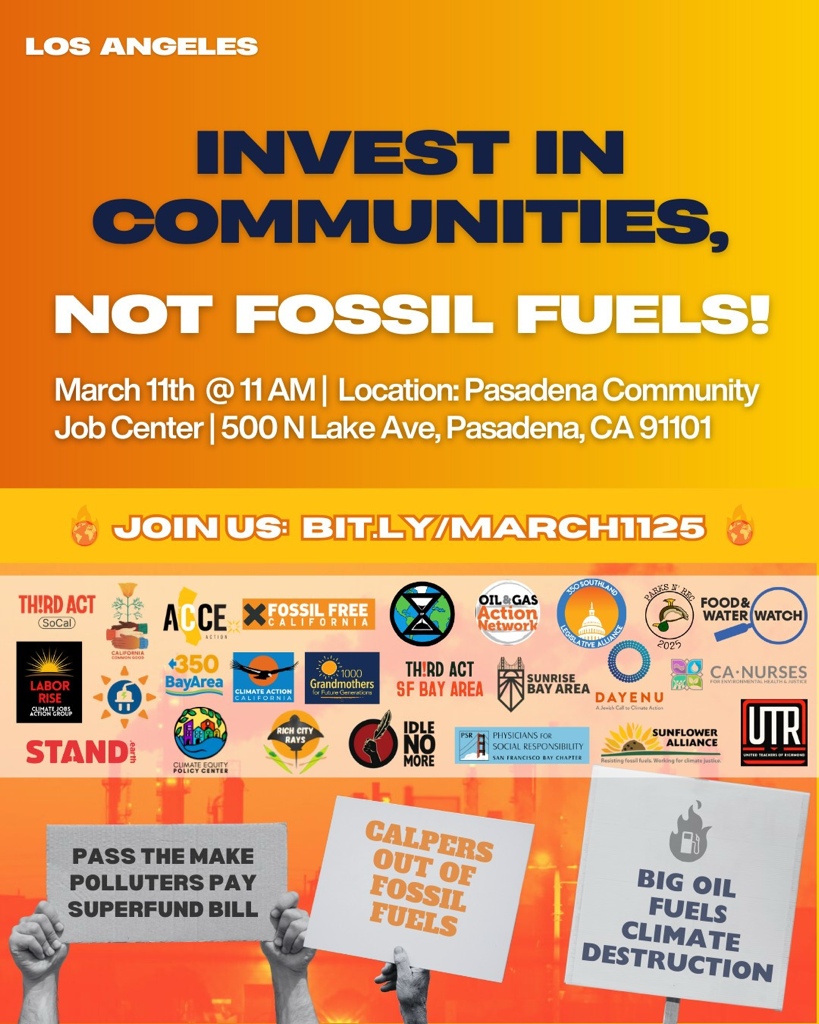 LOS ANGELES
INVEST IN
COMMUNITIES,
NOT FOSSIL FUELS!
March 11th @ 11 AM | Location: Pasadena Community
Job Center | 500 N Lake Ave, Pasadena, CA 91101
JOIN US: BIT.LY/MARCH1125
TH!RD ACT
SoCal
CALIFORNIA
COMMON GOOD
ACCE
ACTION
FOSSIL FREE
CALIFORNIA
OIL & GAS
Action
Network
350 SOUTHLAND
LEGISLATIVE ALLIANCE
PARKS N' REC
2025
FOOD &
WATER WATCH
LABOR
RISE
CLIMATE JOBS
ACTION GROUP
350
BayArea
CLIMATE ACTION
CALIFORNIA
1000
Grandmothers
for Future Generations
TH!RD ACT
SF BAY AREA
SUNRISE
BAY AREA
DAYENU
A Jewish Call to Climate Action
CA·NURSES
FOR ENVIRONMENTAL HEALTH & JUSTICE
STAND.earth
CLIMATE EQUITY
POLICY CENTER
RICH CITY
RAYS
IDLE
NO
MORE
PSR
PHYSICIANS FOR
SOCIAL RESPONSIBILITY
SAN FRANCISCO BAY CHAPTER
SUNFLOWER
ALLIANCE
Resisting fossil fuels. Working for climate justice.
UTR
UNITED TEACHERS OF RICHMOND
PASS THE MAKE
POLLUTERS PAY
SUPERFUND BILL
CALPERS
OUT OF
FOSSIL
FUELS
BIG OIL
FUELS
CLIMATE
DESTRUCTION